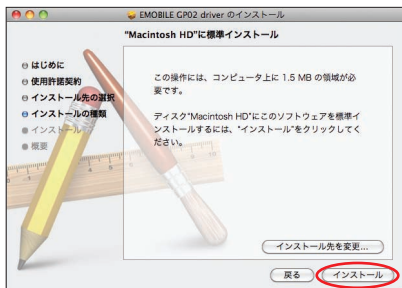 EMOBILE GP02 driver のインストール
"Macintosh HD"に標準インストール
はじめに
使用許諾契約
インストール先の選択
インストールの種類
インストール
概要
この操作には、コンピュータ上に 1.5 MB の領域が必
要です。
ディスク"Macintosh HD"にこのソフトウェアを標準イ
ンストールするには、"インストール"をクリックしてく
ださい。
インストール先を変更...
戻る
インストール